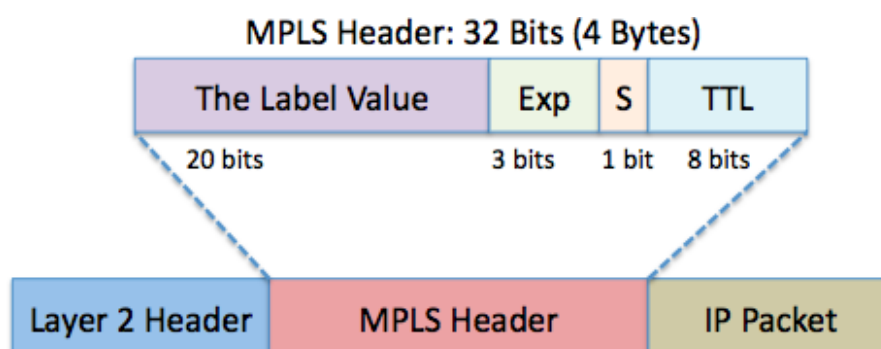 MPLS Header: 32 Bits (4 Bytes)
The Label Value Exp S TTL
20 bits 3 bits 1 bit 8 bits
Layer 2 Header MPLS Header IP Packet